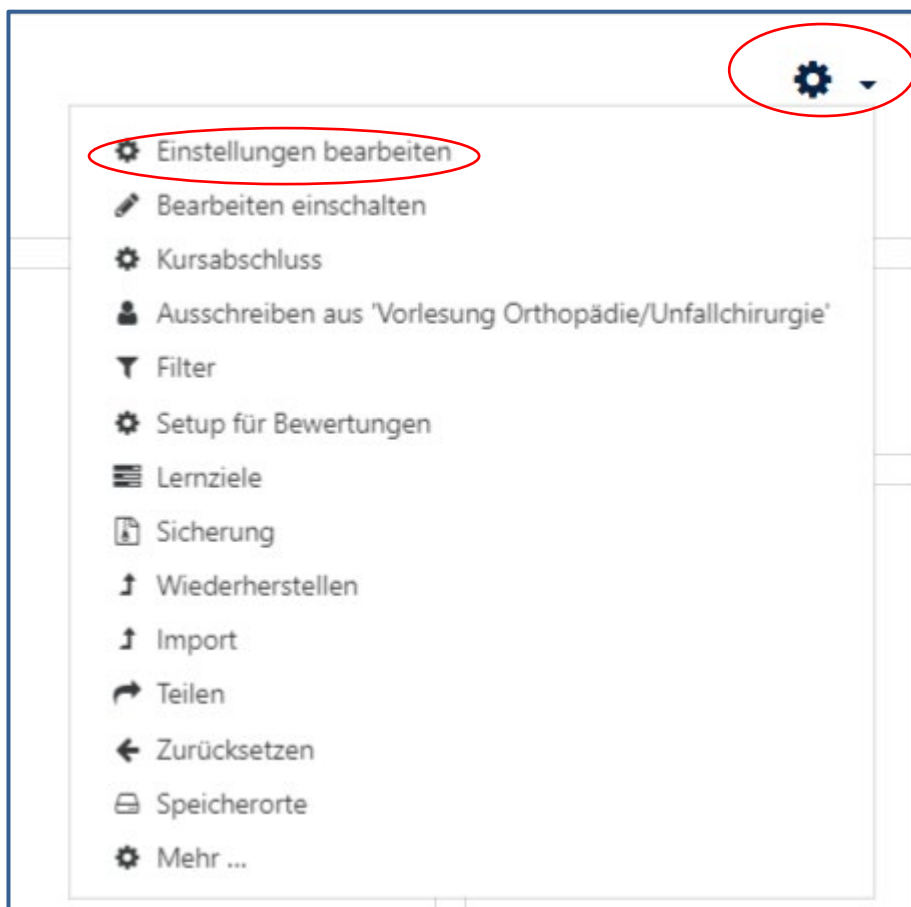 Einstellungen bearbeiten
Bearbeiten einschalten
Kursabschluss
Ausschreiben aus 'Vorlesung Orthopädie/Unfallchirurgie'
Filter
Setup für Bewertungen
Lernziele
Sicherung
Wiederherstellen
Import
Teilen
Zurücksetzen
Speicherorte
Mehr ...